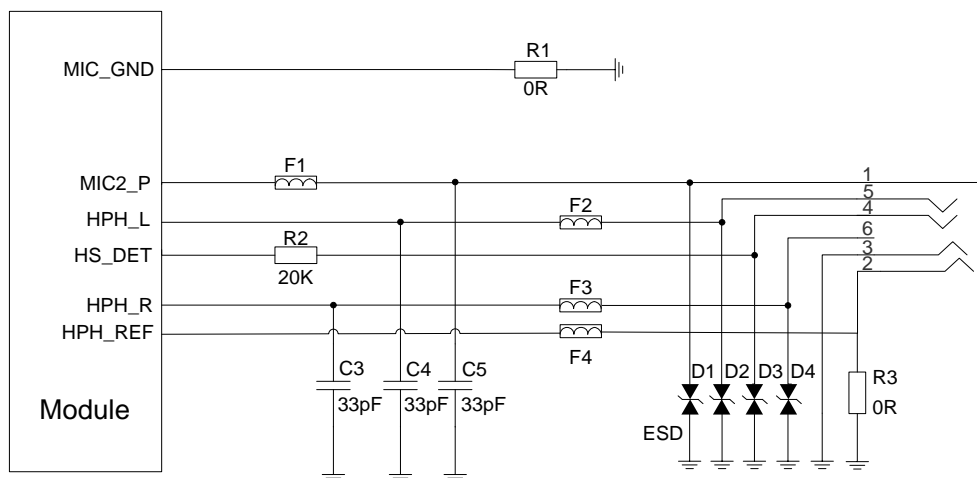 R1
MIC_GND
0R
F1
MIC2_P
1
5
F2
4
HPH_L
R2
6
HS_DET
3
20K
2
F3
HPH_R
HPH_REF
F4
C3
C4
C5
D1
D2
D3
D4
R3
33pF
33pF
33pF
0R
Module
ESD